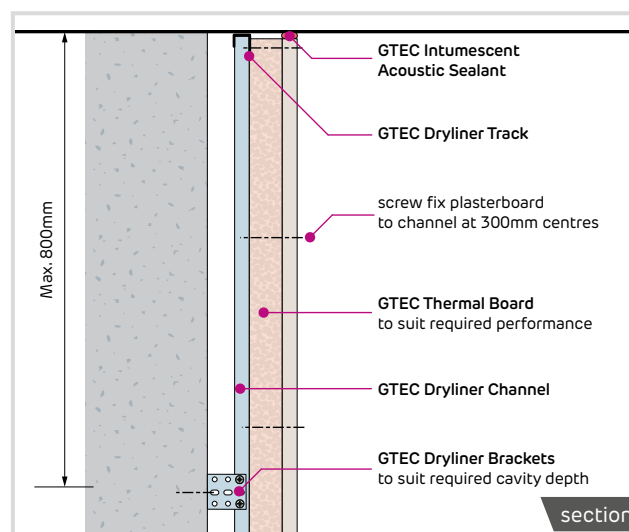 GTEC Intumescent
Acoustic Sealant
GTEC Dryliner Track
Max. 800mm
screw fix plasterboard
to channel at 300mm centres
GTEC Thermal Board
to suit required performance
GTEC Dryliner Channel
GTEC Dryliner Brackets
to suit required cavity depth
section